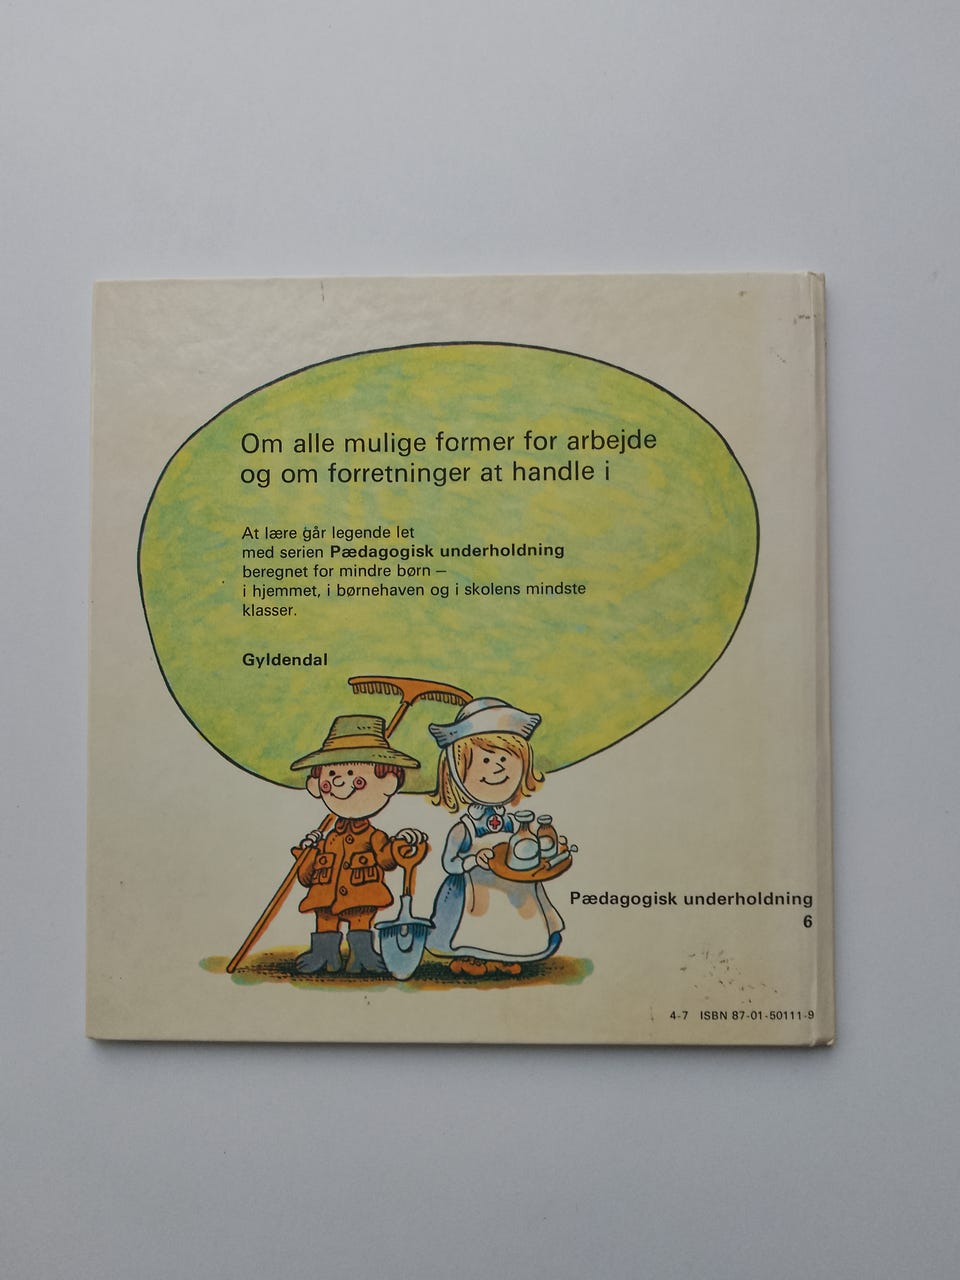 Om alle mulige former for arbejde
og om forretninger at handle i
At lære går legende let
med serien Pædagogisk underholdning
beregnet for mindre børn –
i hjemmet, i børnehaven og i skolens mindste
klasser.
Gyldendal
Pædagogisk underholdning
6
4-7 ISBN 87-01-50111-9